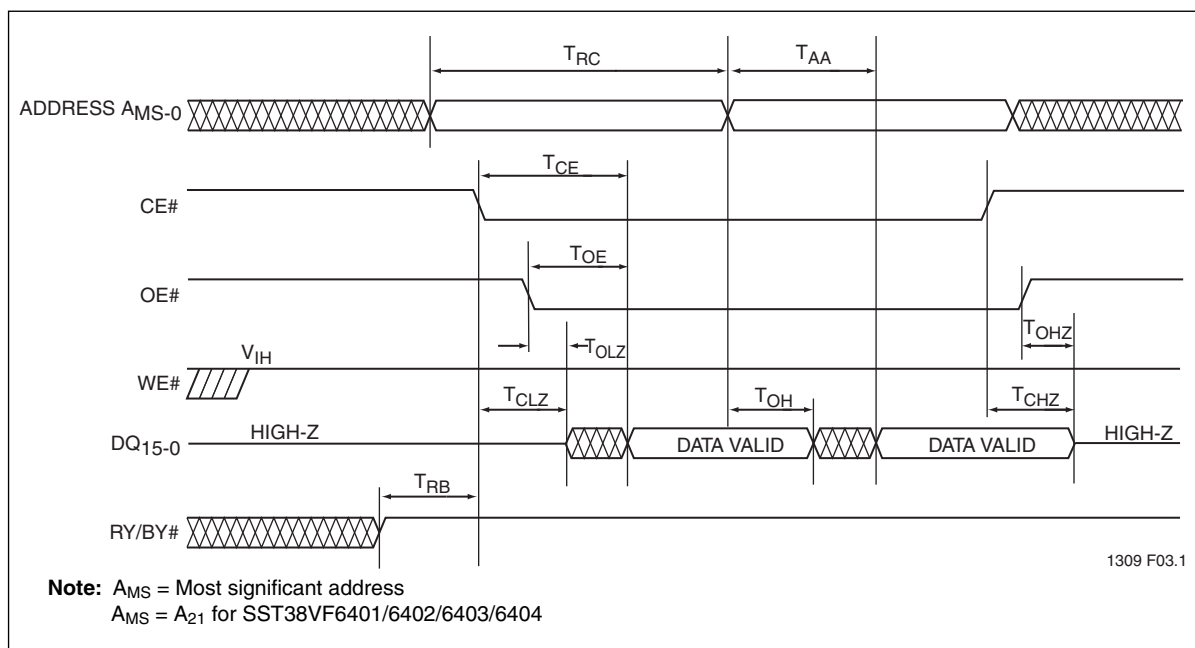 TRC
TAA
ADDRESS AMS-0
TCE
CE#
TOE
OE#
TOHZ
TOLZ
VIH
WE#
TCLZ
TOH
TCHZ
HIGH-Z
DATA VALID
DATA VALID
HIGH-Z
DQ15-0
TRB
RY/BY#
1309 F03.1
Note: AMS = Most significant address
AMS = A21 for SST38VF6401/6402/6403/6404